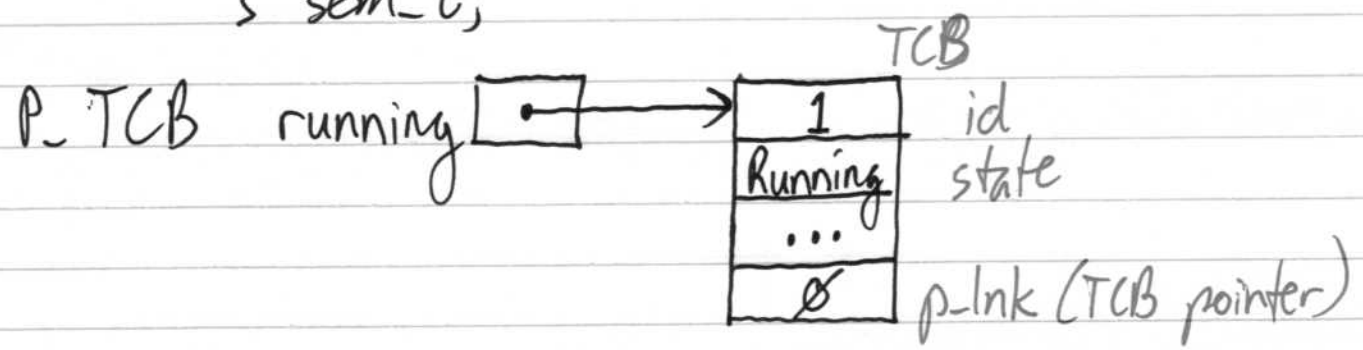 } sem_t;
TCB
P_TCB running 1 id
Running state
...
∅ p_lnk (TCB pointer)